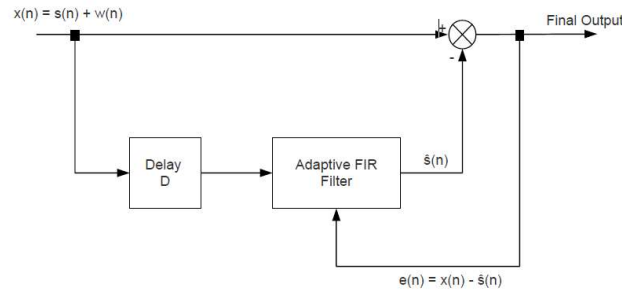 x(n) = s(n) + w(n)
Final Output
+
-
Delay
D
Adaptive FIR
Filter
ŝ(n)
e(n) = x(n) - ŝ(n)